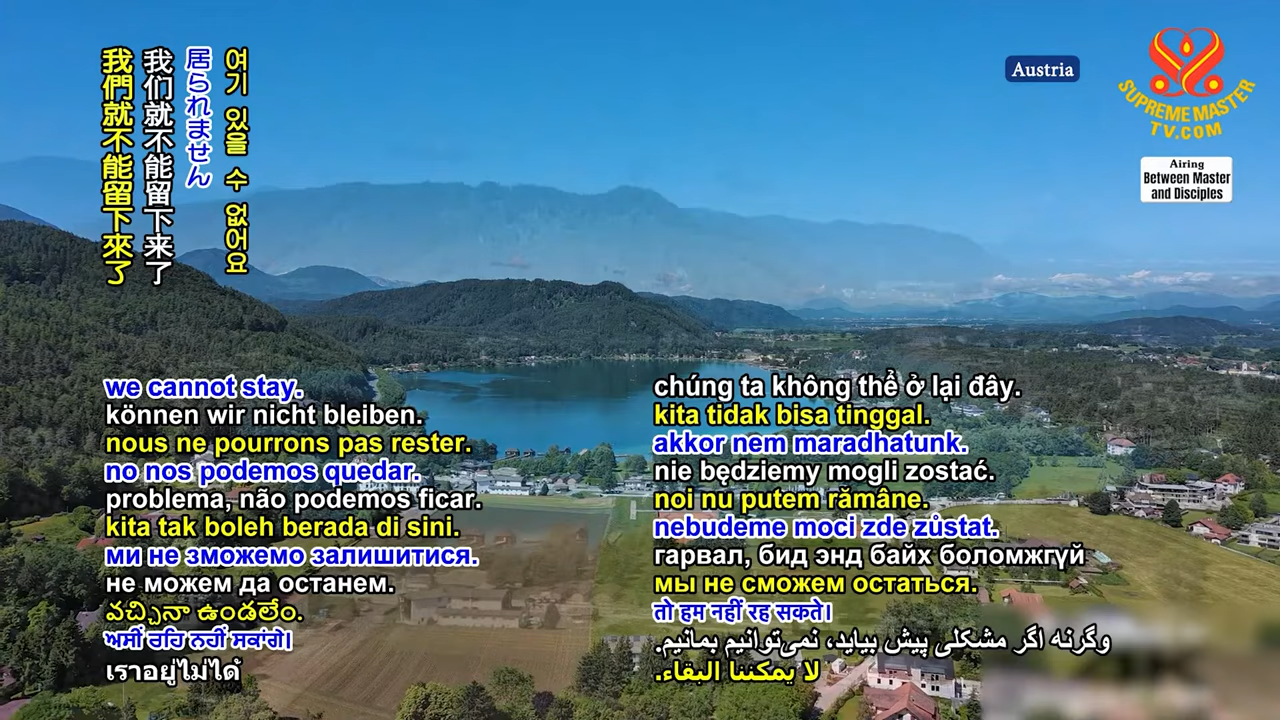 我們就不能留下來了
我们就不能留下来了
居られません
여기 있을 수 없어요
Austria
SUPREME MASTER
TV.COM
Airing
Between Master
and Disciples
we cannot stay.
können wir nicht bleiben.
nous ne pourrons pas rester.
no nos podemos quedar.
problema, não podemos ficar.
kita tak boleh berada di sini.
ми не зможемо залишитися.
не можем да останем.
వచ్చినా ఉండలేం.
ਅਸੀਂ ਰਹਿ ਨਹੀਂ ਸਕਾਂਗੇ।
เราอยู่ไม่ได้
chúng ta không thể ở lại đây.
kita tidak bisa tinggal.
akkor nem maradhatunk.
nie będziemy mogli zostać.
noi nu putem rămâne.
nebudeme moci zde zůstat.
гарвал, бид энд байх боломжгүй
мы не сможем остаться.
तो हम नहीं रह सकते।
وگرنه اگر مشکلی پیش بیاید، نمی‌توانیم بمانیم.
لا يمكننا البقاء.